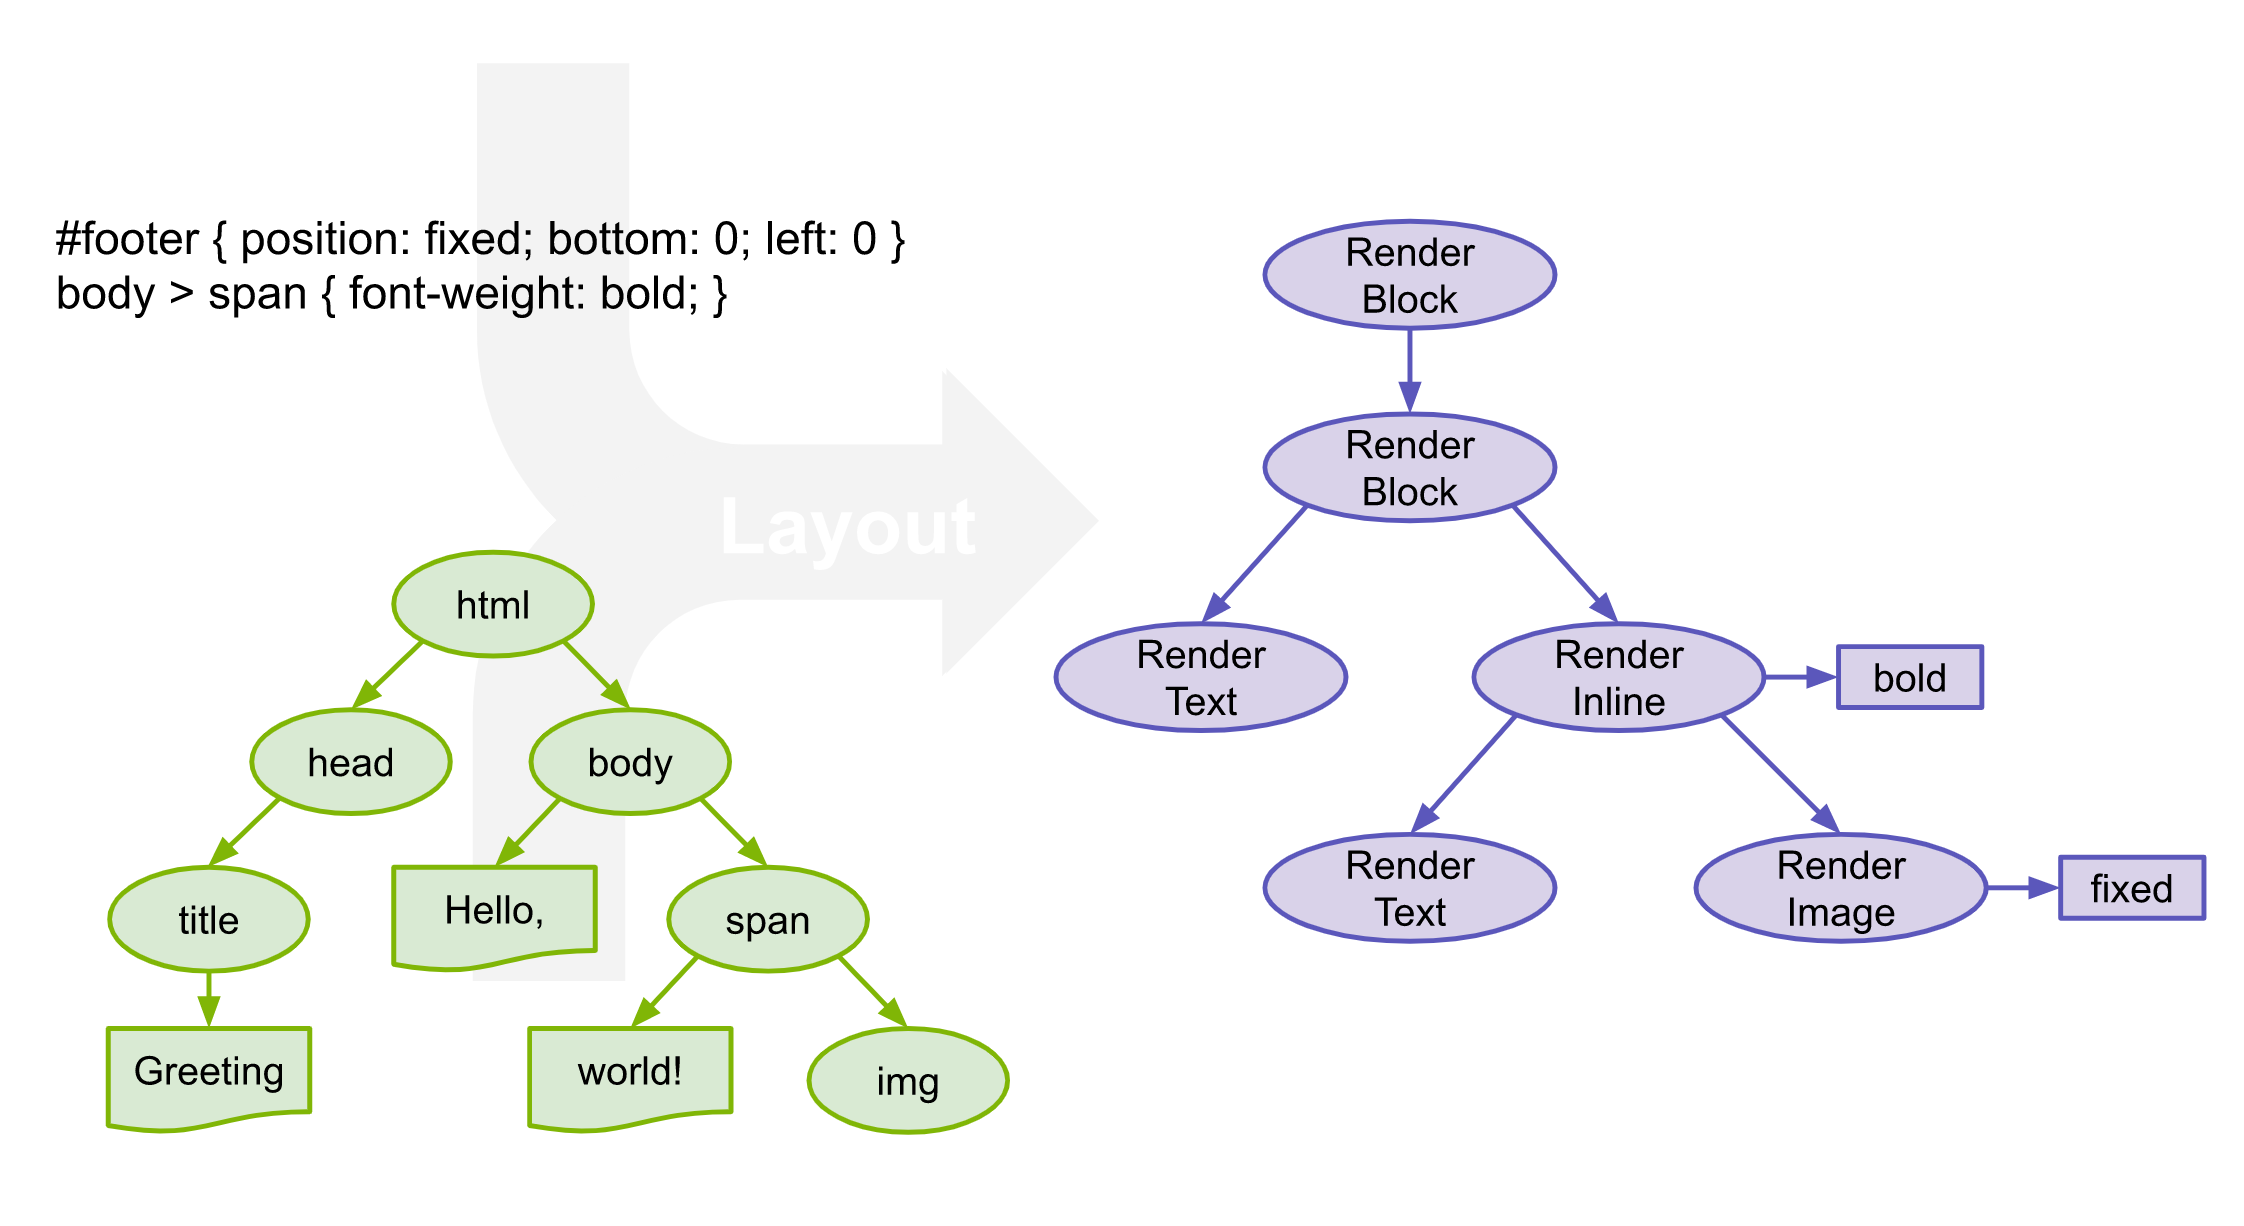 #footer { position: fixed; bottom: 0; left: 0 }
body > span { font-weight: bold; }
Layout
html
head
body
title
Hello,
span
Greeting
world!
img
Render
Block
Render
Block
Render
Text
Render
Inline
bold
Render
Text
Render
Image
fixed